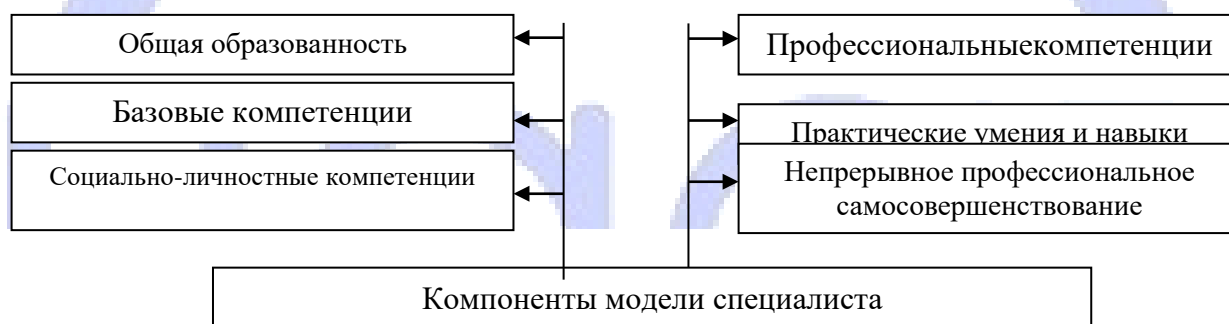 Общая образованность
Базовые компетенции
Социально-личностные компетенции
Профессиональныекомпетенции
Практические умения и навыки
Непрерывное профессиональное
самосовершенствование
Компоненты модели специалиста